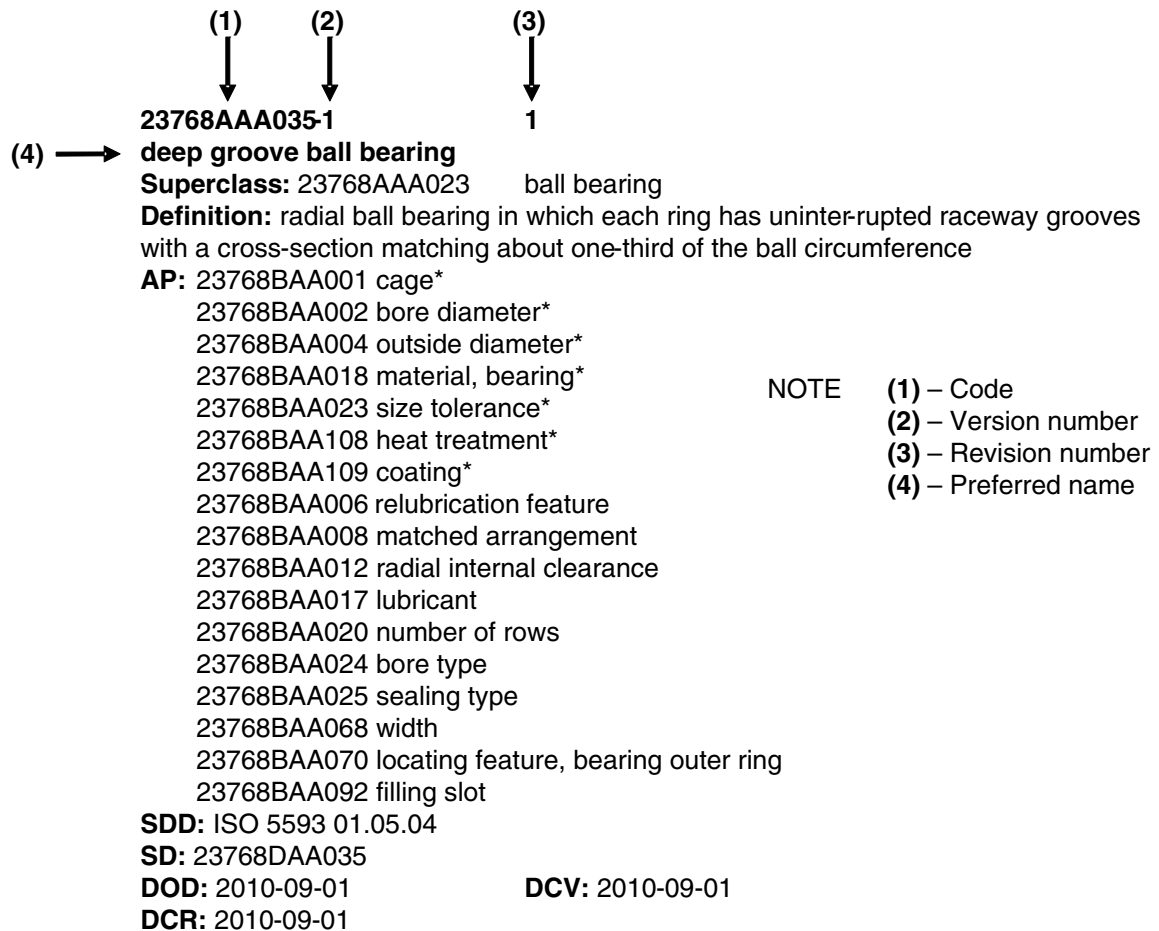 (1) (2) (3)
23768AAA035-1 1
(4) deep groove ball bearing
Superclass: 23768AAA023 ball bearing
Definition: radial ball bearing in which each ring has uninter-rupted raceway grooves
with a cross-section matching about one-third of the ball circumference
AP: 23768BAA001 cage*
23768BAA002 bore diameter*
23768BAA004 outside diameter*
23768BAA018 material, bearing*
23768BAA023 size tolerance*
23768BAA108 heat treatment*
23768BAA109 coating*
23768BAA006 relubrication feature
23768BAA008 matched arrangement
23768BAA012 radial internal clearance
23768BAA017 lubricant
23768BAA020 number of rows
23768BAA024 bore type
23768BAA025 sealing type
23768BAA068 width
23768BAA070 locating feature, bearing outer ring
23768BAA092 filling slot
SDD: ISO 5593 01.05.04
SD: 23768DAA035
DOD: 2010-09-01 DCV: 2010-09-01
DCR: 2010-09-01
NOTE (1) – Code
(2) – Version number
(3) – Revision number
(4) – Preferred name